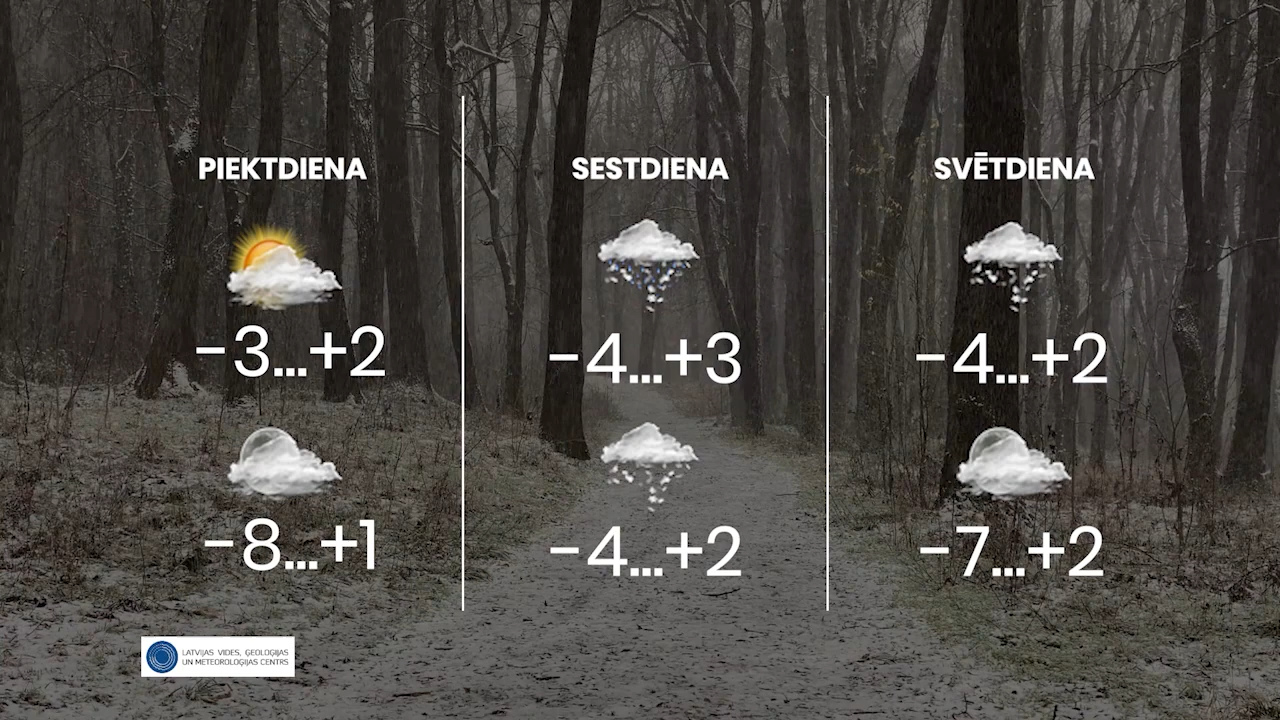 PIEKTDIENA
-3...+2
-8...+1
SESTDIENA
-4...+3
-4...+2
SVĒTDIENA
-4...+2
-7...+2
LATVIJAS VIDES, ĢEOLOĢIJAS
UN METEOROLOĢIJAS CENTRS